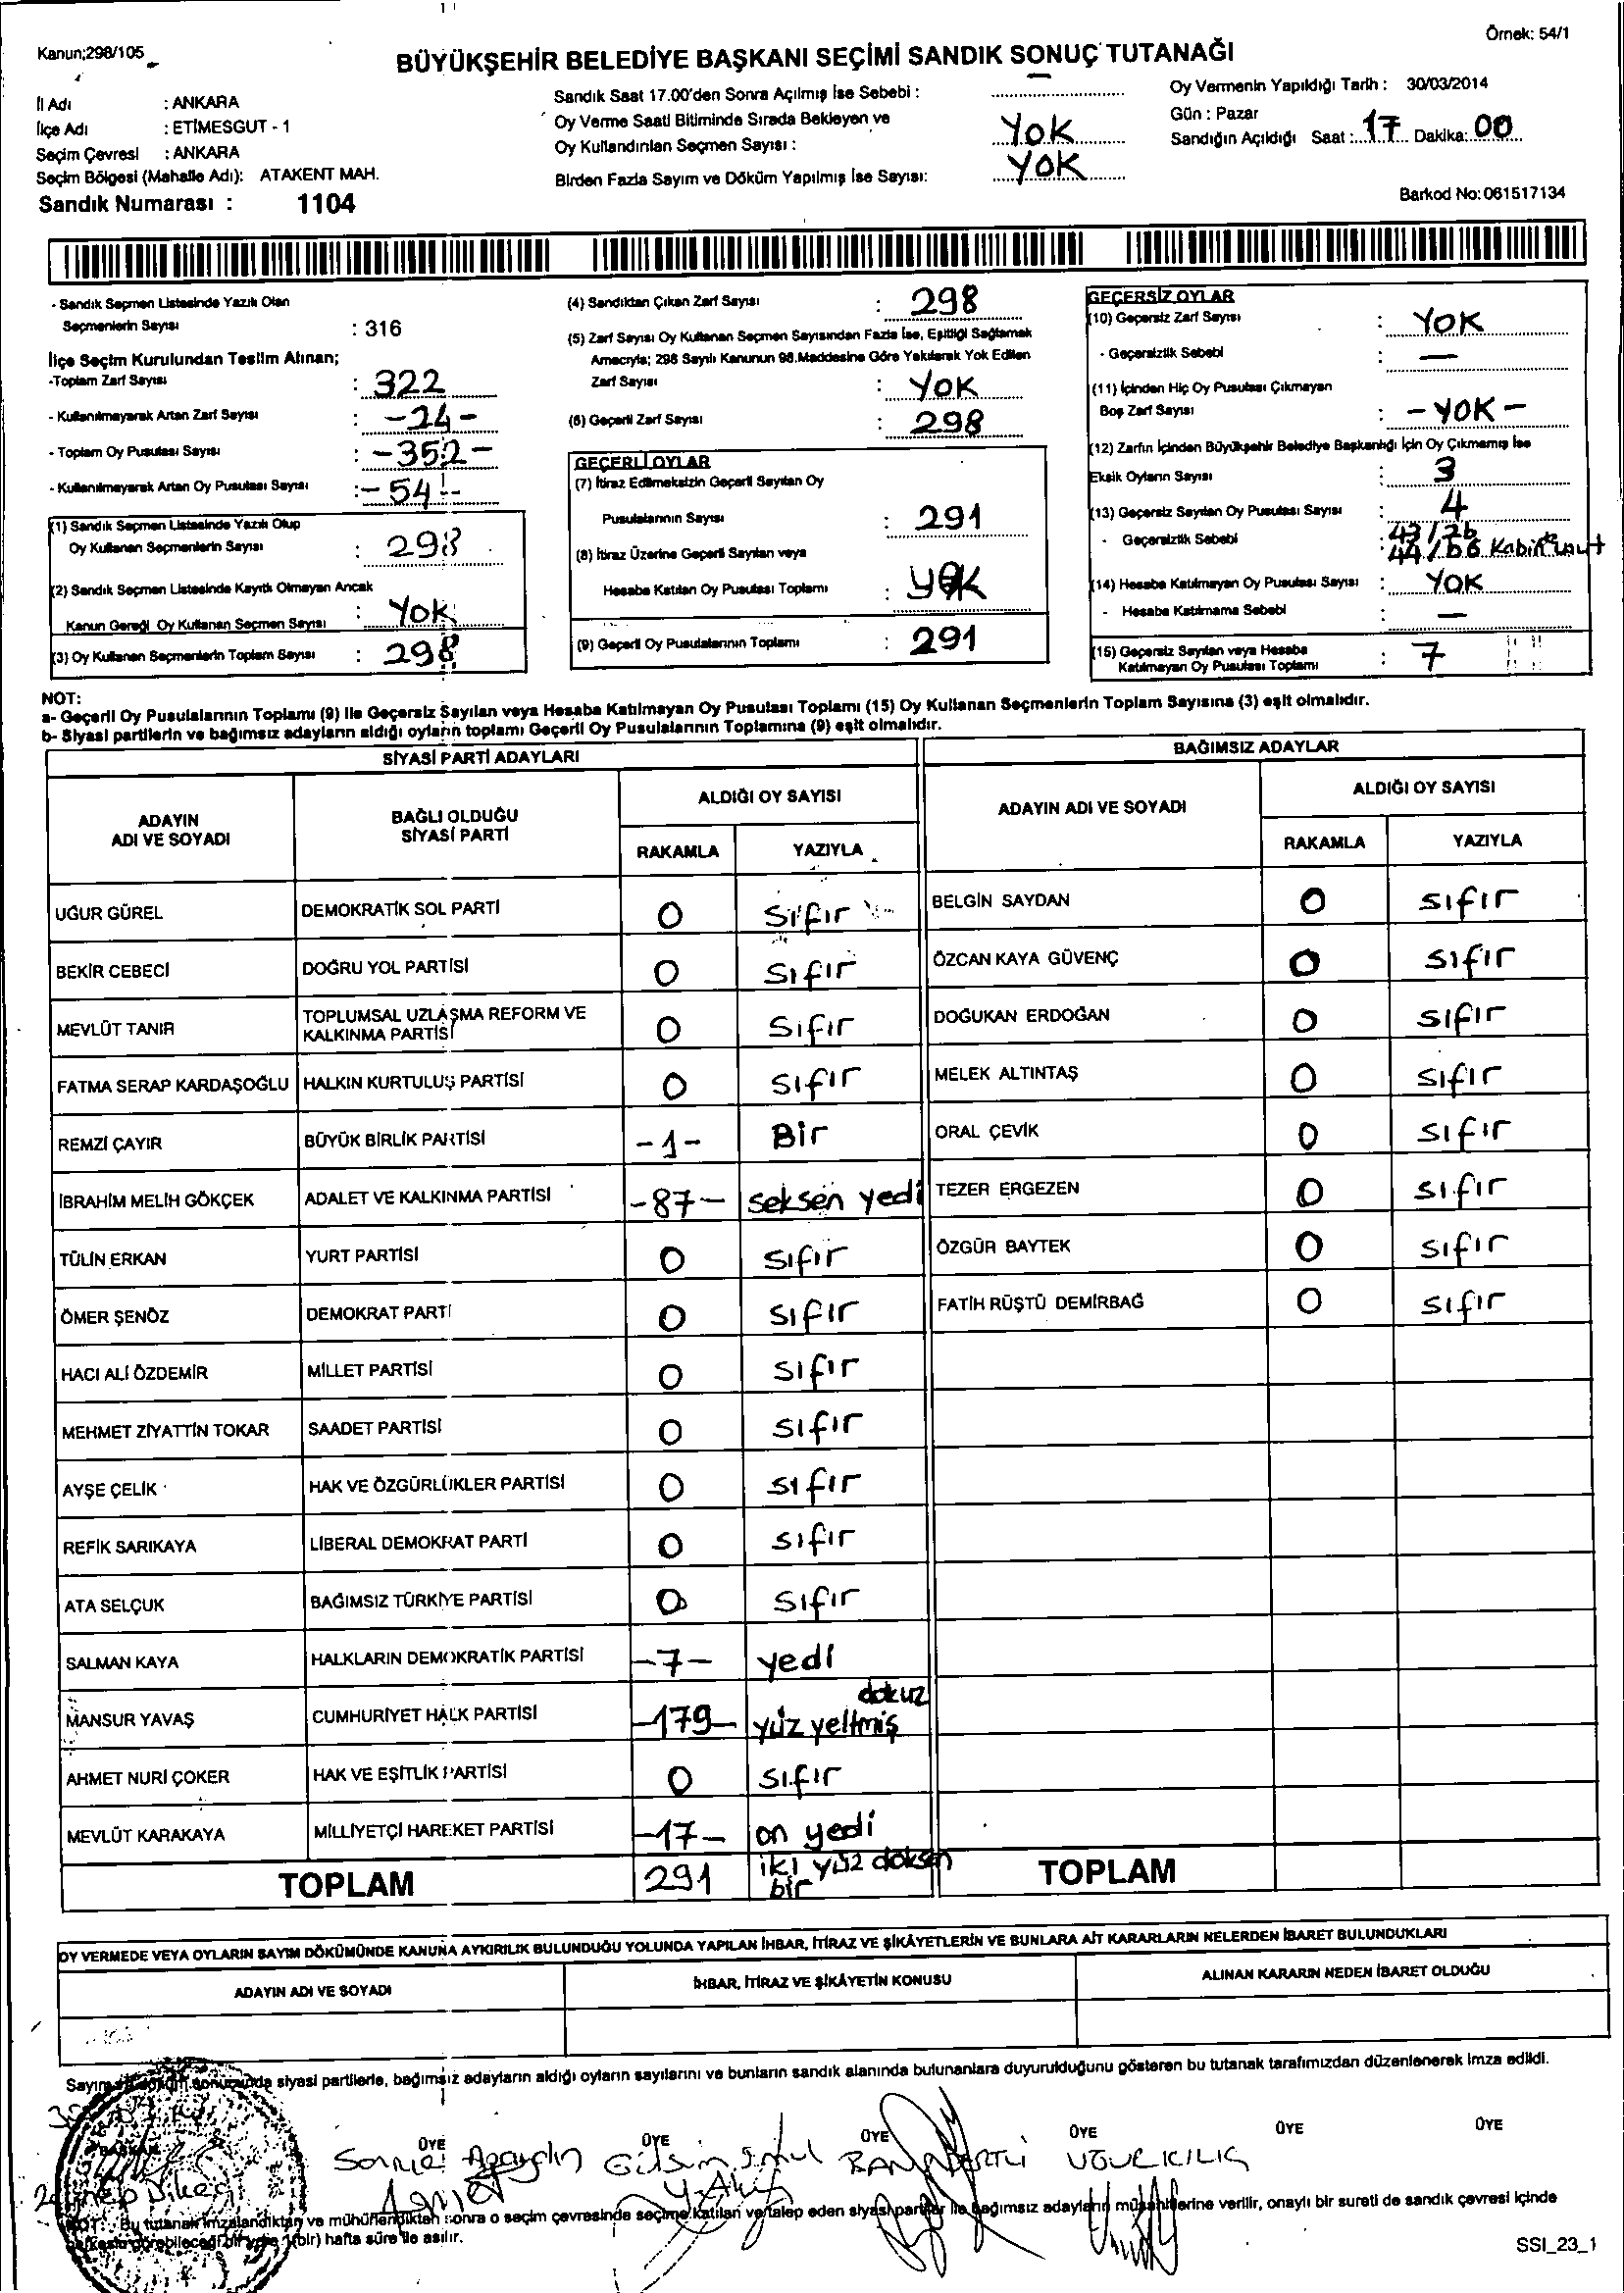 Kanun;298/105
Örnek: 54/1
BÜYÜKŞEHİR BELEDİYE BAŞKANI SEÇİMİ SANDIK SONUÇ TUTANAĞI
İl Adı : ANKARA
İlçe Adı : ETİMESGUT - 1
Seçim Çevresi : ANKARA
Seçim Bölgesi (Mahalle Adı): ATAKENT MAH.
Sandık Numarası : 1104
Sandık Saat 17.00'den Sonra Açılmış İse Sebebi : —
Oy Verme Saati Bitiminde Sırada Bekleyen ve
Oy Kullandırılan Seçmen Sayısı : YOK
Birden Fazla Sayım ve Döküm Yapılmış İse Sayısı: YOK
Oy Vermenin Yapıldığı Tarih : 30/03/2014
Gün : Pazar
Sandığın Açıldığı Saat : 17 Dakika: 00
Barkod No: 061517134
- Sandık Seçmen Listesinde Yazılı Olan
Seçmenlerin Sayısı : 316
İlçe Seçim Kurulundan Teslim Alınan;
-Toplam Zarf Sayısı : 322
- Kullanılmayarak Artan Zarf Sayısı : -24-
- Toplam Oy Pusulası Sayısı : -352-
- Kullanılmayarak Artan Oy Pusulası Sayısı : -54-
(1) Sandık Seçmen Listesinde Yazılı Olup
Oy Kullanan Seçmenlerin Sayısı : 298
(2) Sandık Seçmen Listesinde Kayıtlı Olmayan Ancak
Kanun Gereği Oy Kullanan Seçmen Sayısı : YOK
(3) Oy Kullanan Seçmenlerin Toplam Sayısı : 298
(4) Sandıktan Çıkan Zarf Sayısı : 298
(5) Zarf Sayısı Oy Kullanan Seçmen Sayısından Fazla İse, Eşitliği Sağlamak
Amacıyla; 298 Sayılı Kanunun 98.Maddesine Göre Yakılarak Yok Edilen
Zarf Sayısı : YOK
(6) Geçerli Zarf Sayısı : 298
GEÇERLİ OYLAR
(7) İtiraz Edilmeksizin Geçerli Sayılan Oy
Pusulalarının Sayısı : 291
(8) İtiraz Üzerine Geçerli Sayılan veya
Hesaba Katılan Oy Pusulası Toplamı : YOK
(9) Geçerli Oy Pusulalarının Toplamı : 291
GEÇERSİZ OYLAR
(10) Geçersiz Zarf Sayısı : YOK
- Geçersizlik Sebebi : —
(11) İçinden Hiç Oy Pusulası Çıkmayan
Boş Zarf Sayısı : -YOK-
(12) Zarfın İçinden Büyükşehir Belediye Başkanlığı İçin Oy Çıkmamış İse
Eksik Oyların Sayısı : 3
(13) Geçersiz Sayılan Oy Pusulası Sayısı : 4
- Geçersizlik Sebebi :
(14) Hesaba Katılmayan Oy Pusulası Sayısı : YOK
- Hesaba Katılmama Sebebi : —
(15) Geçersiz Sayılan veya Hesaba
Katılmayan Oy Pusulası Toplamı : 7
NOT:
a- Geçerli Oy Pusulalarının Toplamı (9) ile Geçersiz Sayılan veya Hesaba Katılmayan Oy Pusulası Toplamı (15) Oy Kullanan Seçmenlerin Toplam Sayısına (3) eşit olmalıdır.
b- Siyasi partilerin ve bağımsız adayların aldığı oyların toplamı Geçerli Oy Pusulalarının Toplamına (9) eşit olmalıdır.
SİYASİ PARTİ ADAYLARI
ADAYIN ADI VE SOYADI
BAĞLI OLDUĞU SİYASİ PARTİ
ALDIĞI OY SAYISI
RAKAMLA YAZIYLA
UĞUR GÜREL DEMOKRATİK SOL PARTİ 0 sıfır
BEKİR CEBECİ DOĞRU YOL PARTİSİ 0 sıfır
MEVLÜT TANIR TOPLUMSAL UZLAŞMA REFORM VE KALKINMA PARTİSİ 0 sıfır
FATMA SERAP KARDAŞOĞLU HALKIN KURTULUŞ PARTİSİ 0 sıfır
REMZİ ÇAYIR BÜYÜK BİRLİK PARTİSİ -1- Bir
İBRAHİM MELİH GÖKÇEK ADALET VE KALKINMA PARTİSİ -87- seksen yedi
TÜLİN ERKAN YURT PARTİSİ 0 sıfır
ÖMER ŞENÖZ DEMOKRAT PARTİ 0 sıfır
HACI ALİ ÖZDEMİR MİLLET PARTİSİ 0 sıfır
MEHMET ZİYATTİN TOKAR SAADET PARTİSİ 0 sıfır
AYŞE ÇELİK HAK VE ÖZGÜRLÜKLER PARTİSİ 0 sıfır
REFİK SARIKAYA LİBERAL DEMOKRAT PARTİ 0 sıfır
ATA SELÇUK BAĞIMSIZ TÜRKİYE PARTİSİ 0 sıfır
SALMAN KAYA HALKLARIN DEMOKRATİK PARTİSİ -7- yedi
MANSUR YAVAŞ CUMHURİYET HALK PARTİSİ -179- yüz yetmiş dokuz
AHMET NURİ ÇOKER HAK VE EŞİTLİK PARTİSİ 0 sıfır
MEVLÜT KARAKAYA MİLLİYETÇİ HAREKET PARTİSİ -17- on yedi
TOPLAM 291 iki yüz doksan bir
BAĞIMSIZ ADAYLAR
ADAYIN ADI VE SOYADI
ALDIĞI OY SAYISI
RAKAMLA YAZIYLA
BELGİN SAYDAN 0 sıfır
ÖZCAN KAYA GÜVENÇ 0 sıfır
DOĞUKAN ERDOĞAN 0 sıfır
MELEK ALTINTAŞ 0 sıfır
ORAL ÇEVİK 0 sıfır
TEZER ERGEZEN 0 sıfır
ÖZGÜR BAYTEK 0 sıfır
FATİH RÜŞTÜ DEMİRBAĞ 0 sıfır
TOPLAM
OY VERMEDE VEYA OYLARIN SAYIM DÖKÜMÜNDE KANUNA AYKIRILIK BULUNDUĞU YOLUNDA YAPILAN İHBAR, İTİRAZ VE ŞİKÂYETLERİN VE BUNLARA AİT KARARLARIN NELERDEN İBARET BULUNDUKLARI
ADAYIN ADI VE SOYADI İHBAR, İTİRAZ VE ŞİKÂYETİN KONUSU ALINAN KARARIN NEDEN İBARET OLDUĞU
siyasi partilerle, bağımsız adayların aldığı oyların sayılarını ve bunların sandık alanında bulunanlara duyurulduğunu gösteren bu tutanak tarafımızdan düzenlenerek imza edildi.
BAŞKAN ÜYE ÜYE ÜYE ÜYE ÜYE ÜYE
UĞUR KILIÇ
NOT: Bu tutanak imzalandıktan ve mühürlendikten sonra o seçim çevresinde seçime katılan ve talep eden siyasi partiler ile bağımsız adayların müşahitlerine verilir, onaylı bir sureti de sandık çevresi içinde
herkesin görebileceği bir yere 1(bir) hafta süre ile asılır.
SSI_23_1